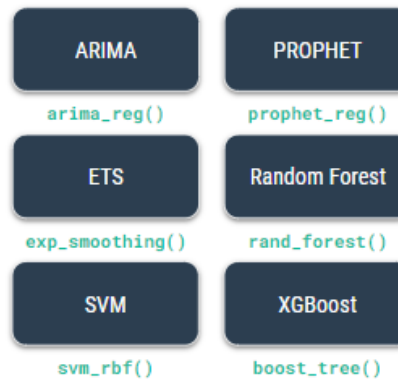 ARIMA
PROPHET
arima_reg()
prophet_reg()
ETS
Random Forest
exp_smoothing()
rand_forest()
SVM
XGBoost
svm_rbf()
boost_tree()